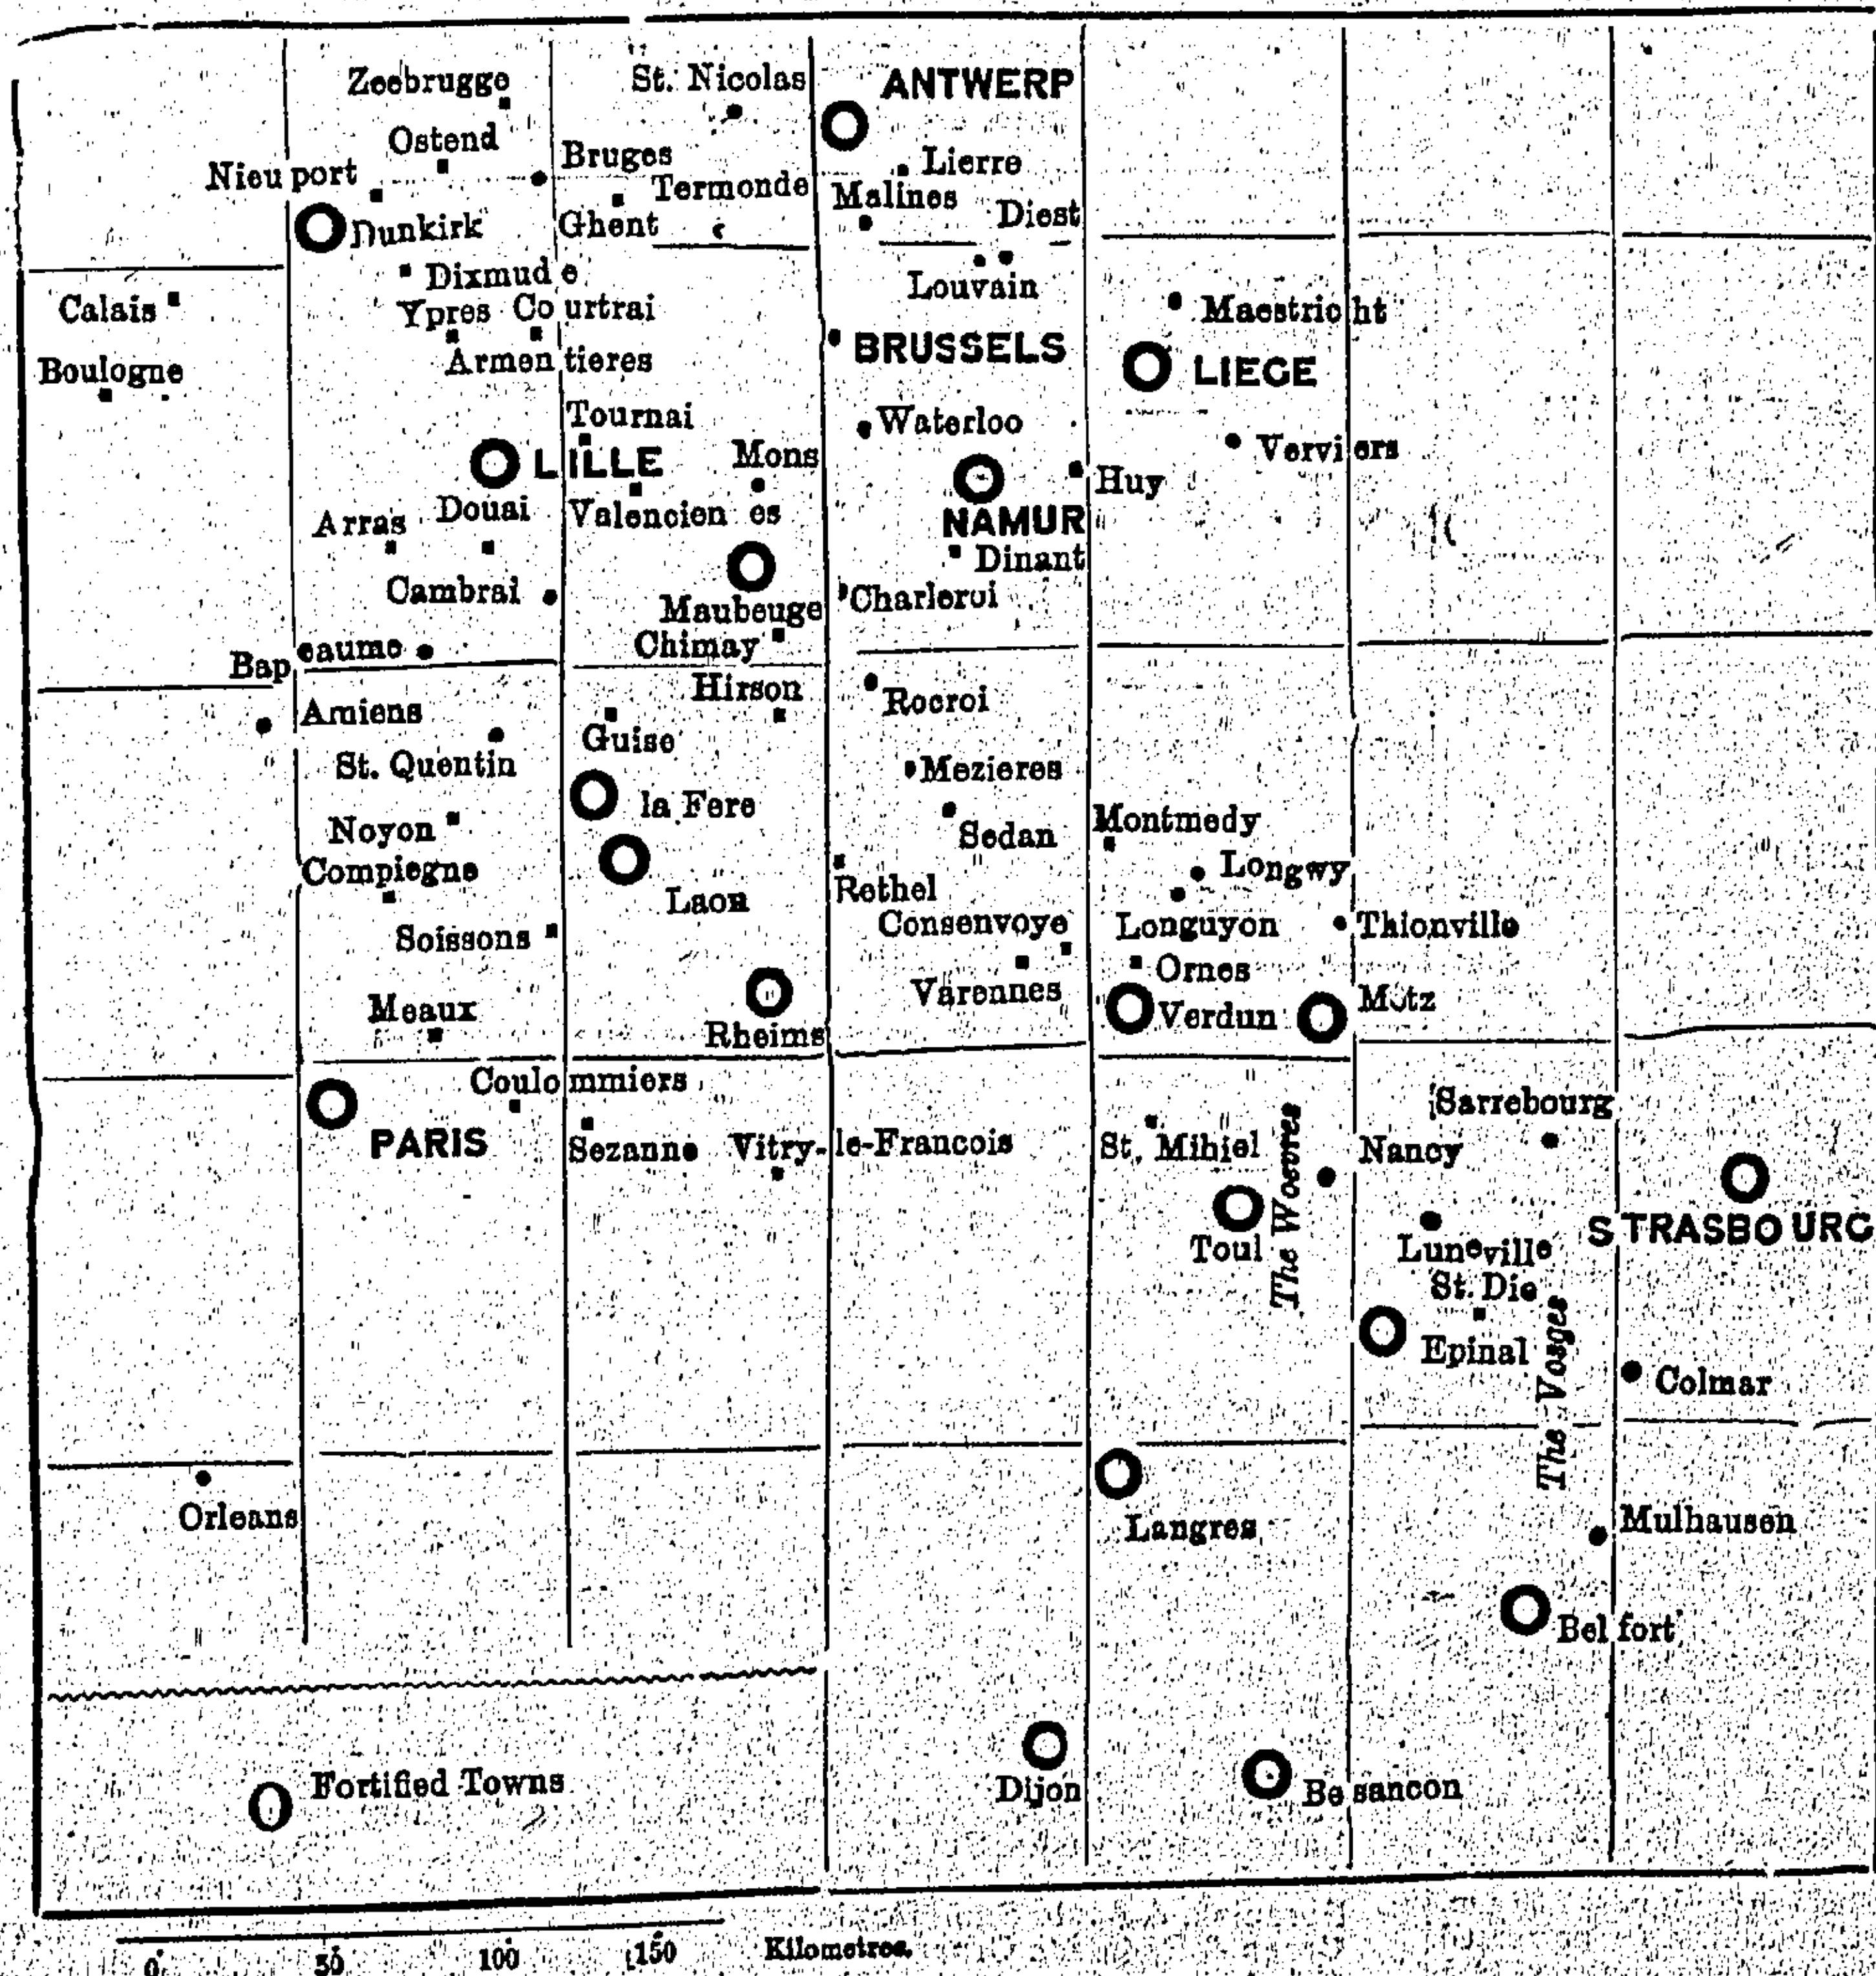 Zeebrugge
St. Nicolas
ANTWERP
Ostend
Bruges
Lierre
Nieuport
Termonde
Malines
Diest
Dunkirk
Ghent
Dixmude
Louvain
Calais
Ypres
Courtrai
Maestricht
BRUSSELS
Armentieres
Boulogne
LIEGE
Tournai
Waterloo
LILLE
Mons
Verviers
Huy
Arras
Douai
Valencien es
NAMUR
Dinant
Cambrai
Maubeuge
Charleroi
Chimay
Bapeaume
Hirson
Rocroi
Amiens
Guise
St. Quentin
Mezieres
la Fere
Noyon
Sedan
Montmedy
Compiegne
Longwy
Laon
Rethel
Consenvoye
Longuyon
Thionville
Soissons
Ornes
Varennes
Meaux
Verdun
Metz
Rheims
Coulommiers
Sarrebourg
PARIS
Sezanne
Vitry-le-Francois
St. Mihiel
The Woevres
Nancy
Toul
STRASBOURG
Luneville
St. Die
Epinal
The Vosges
Colmar
Orleans
Langres
Mulhausen
Belfort
Fortified Towns
Dijon
Besancon
0 50 100 150 Kilometres.